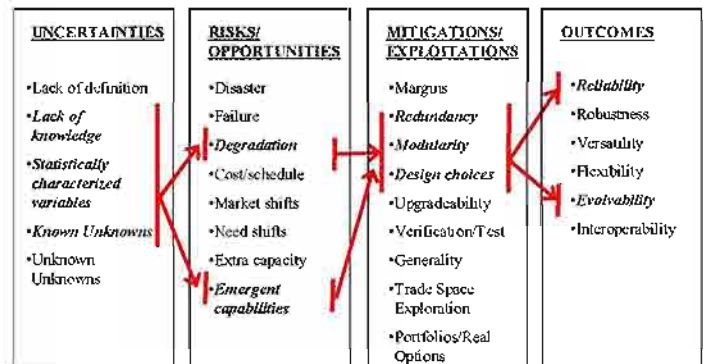 UNCERTAINTIES
•Lack of definition
•Lack of
knowledge
•Statistically
characterized
variables
•Known Unknowns
•Unknown
Unknowns
RISKS/
OPPORTUNITIES
•Disaster
•Failure
•Degradation
•Cost/schedule
•Market shifts
•Need shifts
•Extra capacity
•Emergent
capabilities
MITIGATIONS/
EXPLOITATIONS
•Margins
•Redundancy
•Modularity
•Design choices
•Upgradeability
•Verification/Test
•Generality
•Trade Space
Exploration
•Portfolios/Real
Options
OUTCOMES
•Reliability
•Robustness
•Versatility
•Flexibility
•Evolvability
•Interoperability